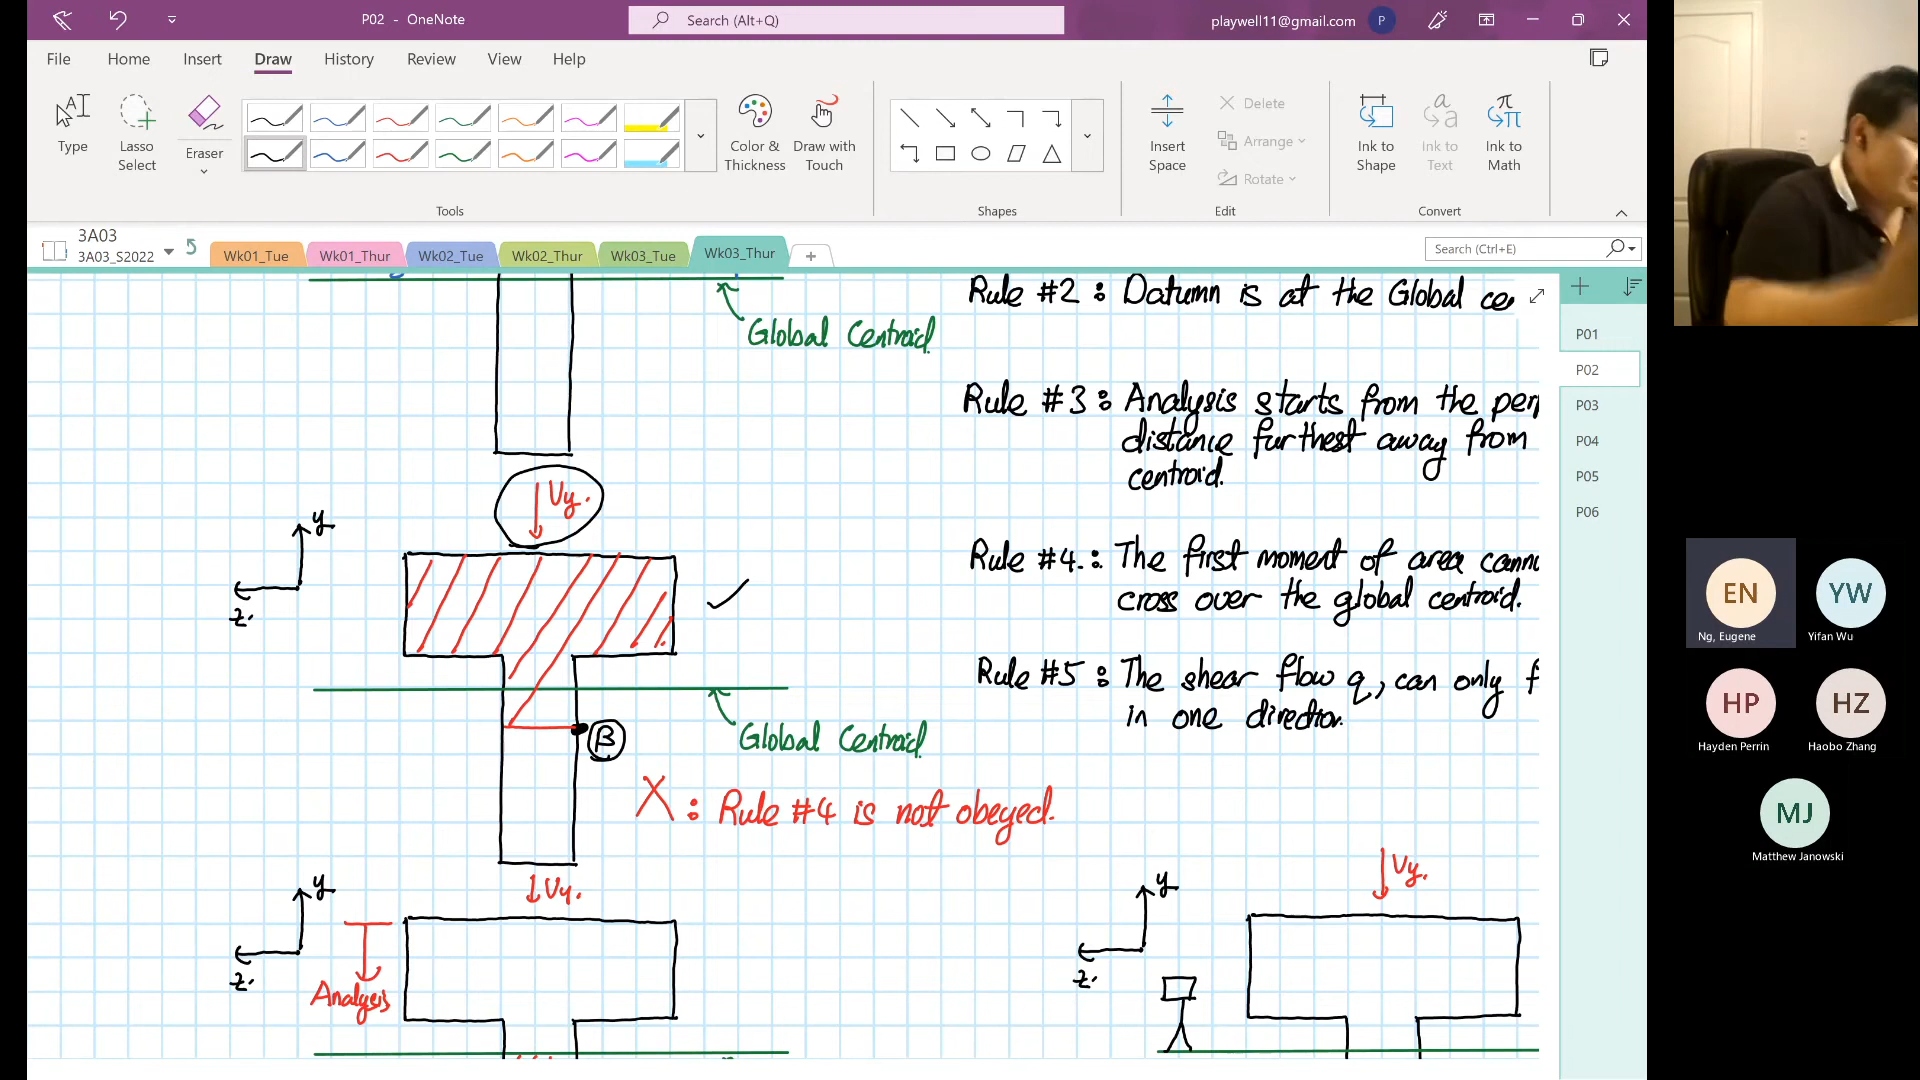 P02 - OneNote
Search (Alt+Q)
playwell11@gmail.com
P
File
Home
Insert
Draw
History
Review
View
Help
Type
Lasso Select
Eraser
Color & Thickness
Draw with Touch
Insert Space
Delete
Arrange
Rotate
Ink to Shape
Ink to Text
Ink to Math
Tools
Shapes
Edit
Convert
3A03
3A03_S2022
Wk01_Tue
Wk01_Thur
Wk02_Tue
Wk02_Thur
Wk03_Tue
Wk03_Thur
Search (Ctrl+E)
P01
P02
P03
P04
P05
P06
Rule #2 : Datumn is at the Global ce
Global Centroid.
Rule #3 : Analysis starts from the per
distance furthest away from
centroid.
Vy.
y
z.
Rule #4. : The first moment of area cann
cross over the global centroid.
Rule #5 : The shear flow q, can only f
in one direction.
Global Centroid.
B
X : Rule #4 is not obeyed.
Vy.
y
z.
Analysis
Vy.
y
z.
EN
Ng, Eugene
YW
Yifan Wu
HP
Hayden Perrin
HZ
Haobo Zhang
MJ
Matthew Janowski